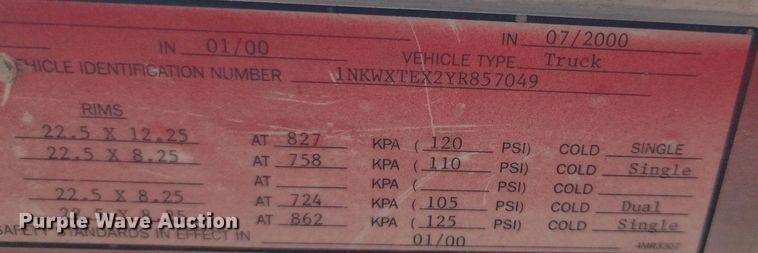 IN 07/2000
IN 01/00
VEHICLE TYPE Truck
VEHICLE IDENTIFICATION NUMBER 1NKWXTEX2YR857049
RIMS
22.5 X 12.25 AT 827 KPA ( 120 PSI) COLD SINGLE
22.5 X 8.25 AT 758 KPA ( 110 PSI) COLD Single
AT KPA ( PSI) COLD
22.5 X 8.25 AT 724 KPA ( 105 PSI) COLD Dual
AT 862 KPA ( 125 PSI) COLD Single
Purple Wave Auction
SAFETY STANDARDS IN EFFECT IN 01/00